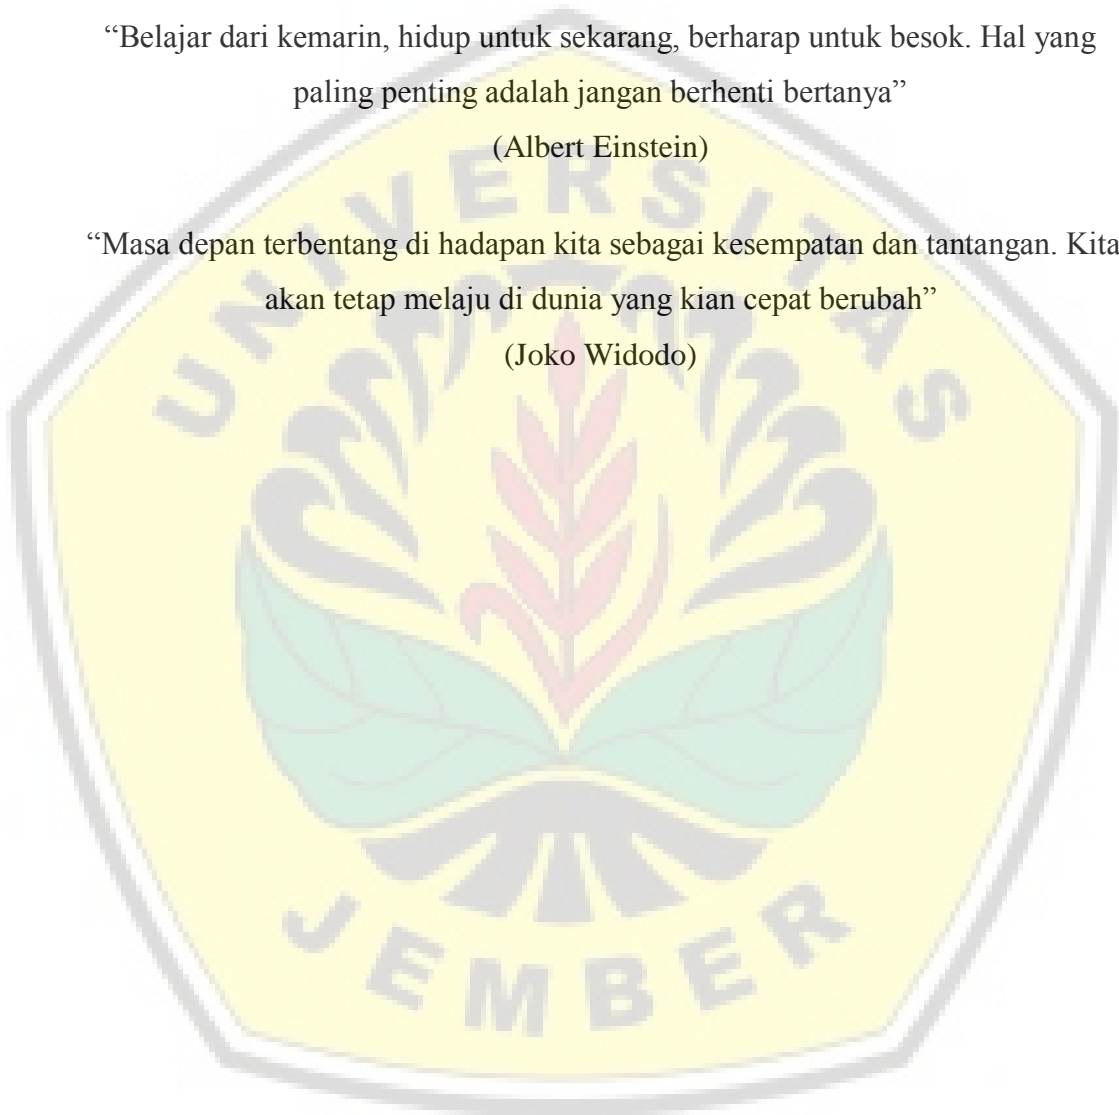 “Belajar dari kemarin, hidup untuk sekarang, berharap untuk besok. Hal yang
paling penting adalah jangan berhenti bertanya”
(Albert Einstein)
“Masa depan terbentang di hadapan kita sebagai kesempatan dan tantangan. Kita
akan tetap melaju di dunia yang kian cepat berubah”
(Joko Widodo)
UNIVERSITAS
JEMBER